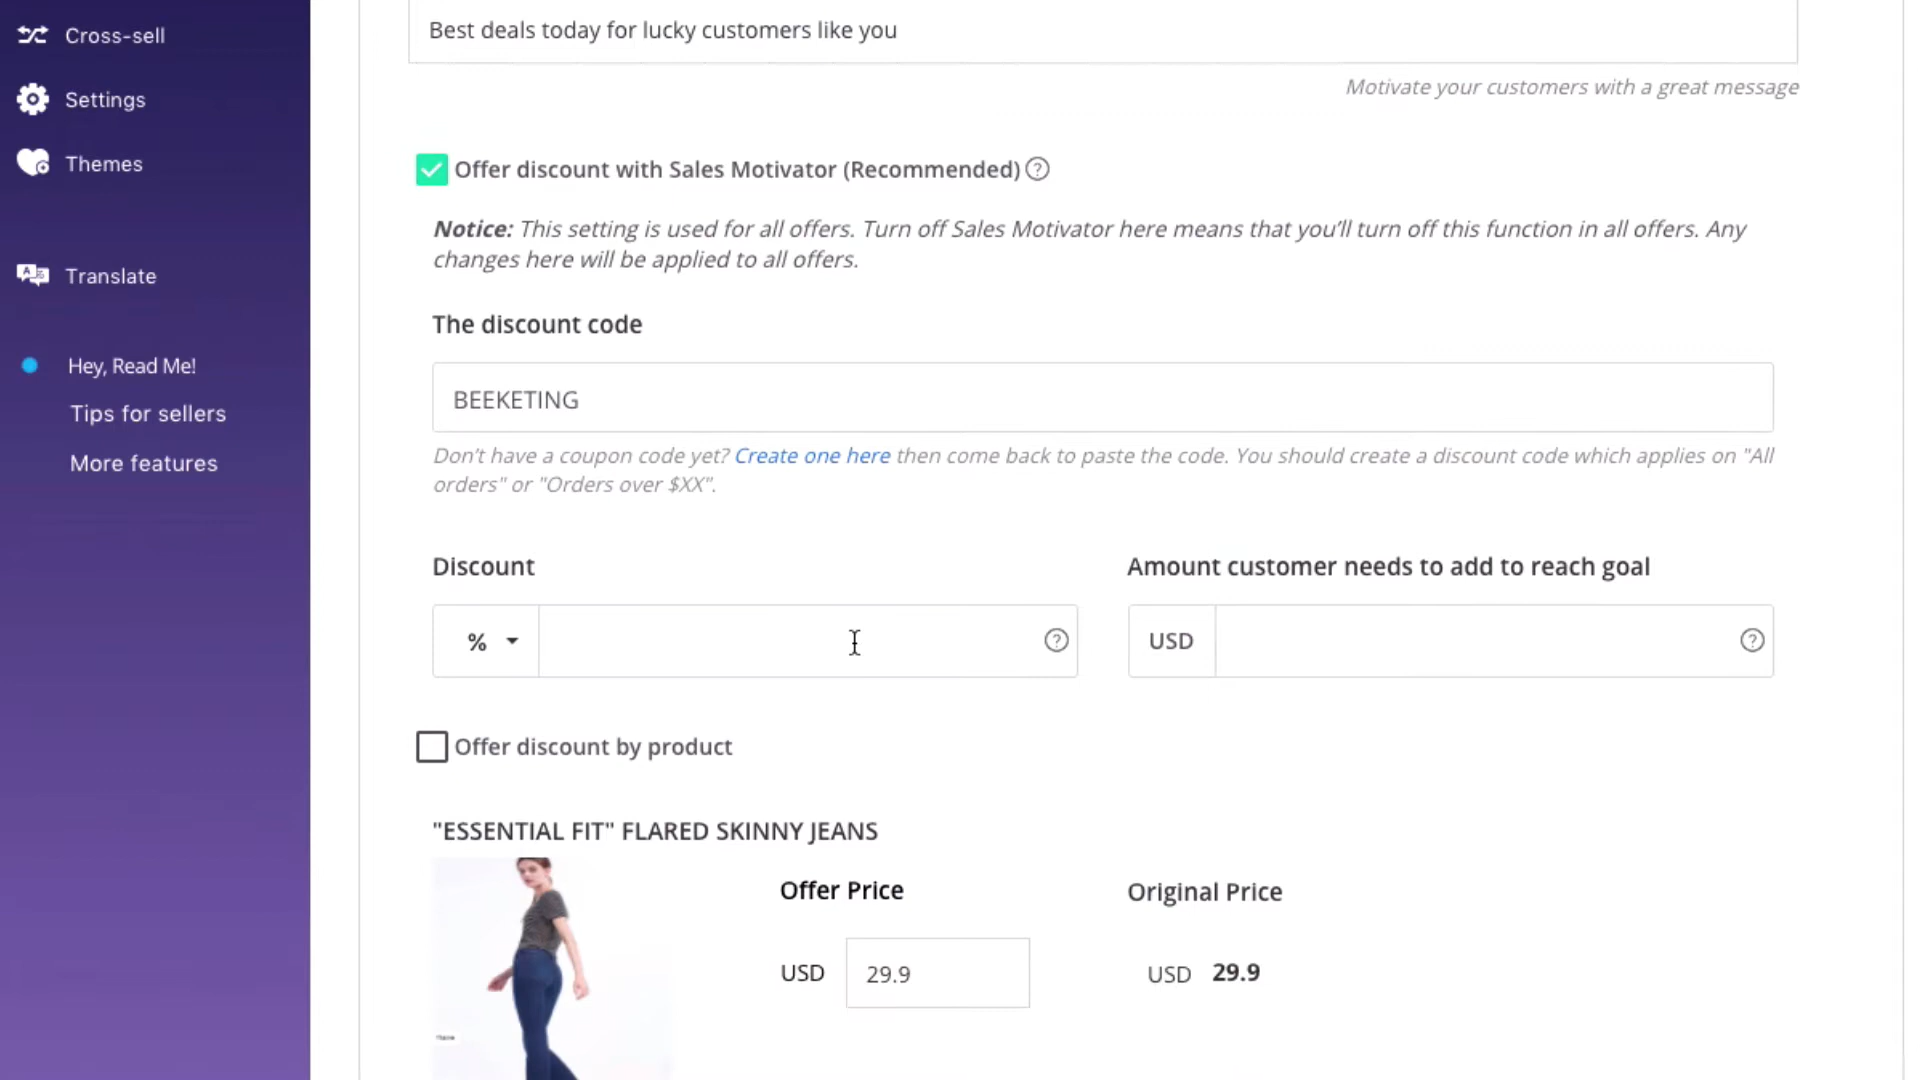 Cross-sell
Settings
Themes
Translate
Hey, Read Me!
Tips for sellers
More features
Best deals today for lucky customers like you
Motivate your customers with a great message
Offer discount with Sales Motivator (Recommended)
Notice: This setting is used for all offers. Turn off Sales Motivator here means that you'll turn off this function in all offers. Any
changes here will be applied to all offers.
The discount code
BEEKETING
Don't have a coupon code yet? Create one here then come back to paste the code. You should create a discount code which applies on "All
orders" or "Orders over $XX".
Discount
Amount customer needs to add to reach goal
%
USD
Offer discount by product
"ESSENTIAL FIT" FLARED SKINNY JEANS
Offer Price
Original Price
USD 29.9
USD 29.9